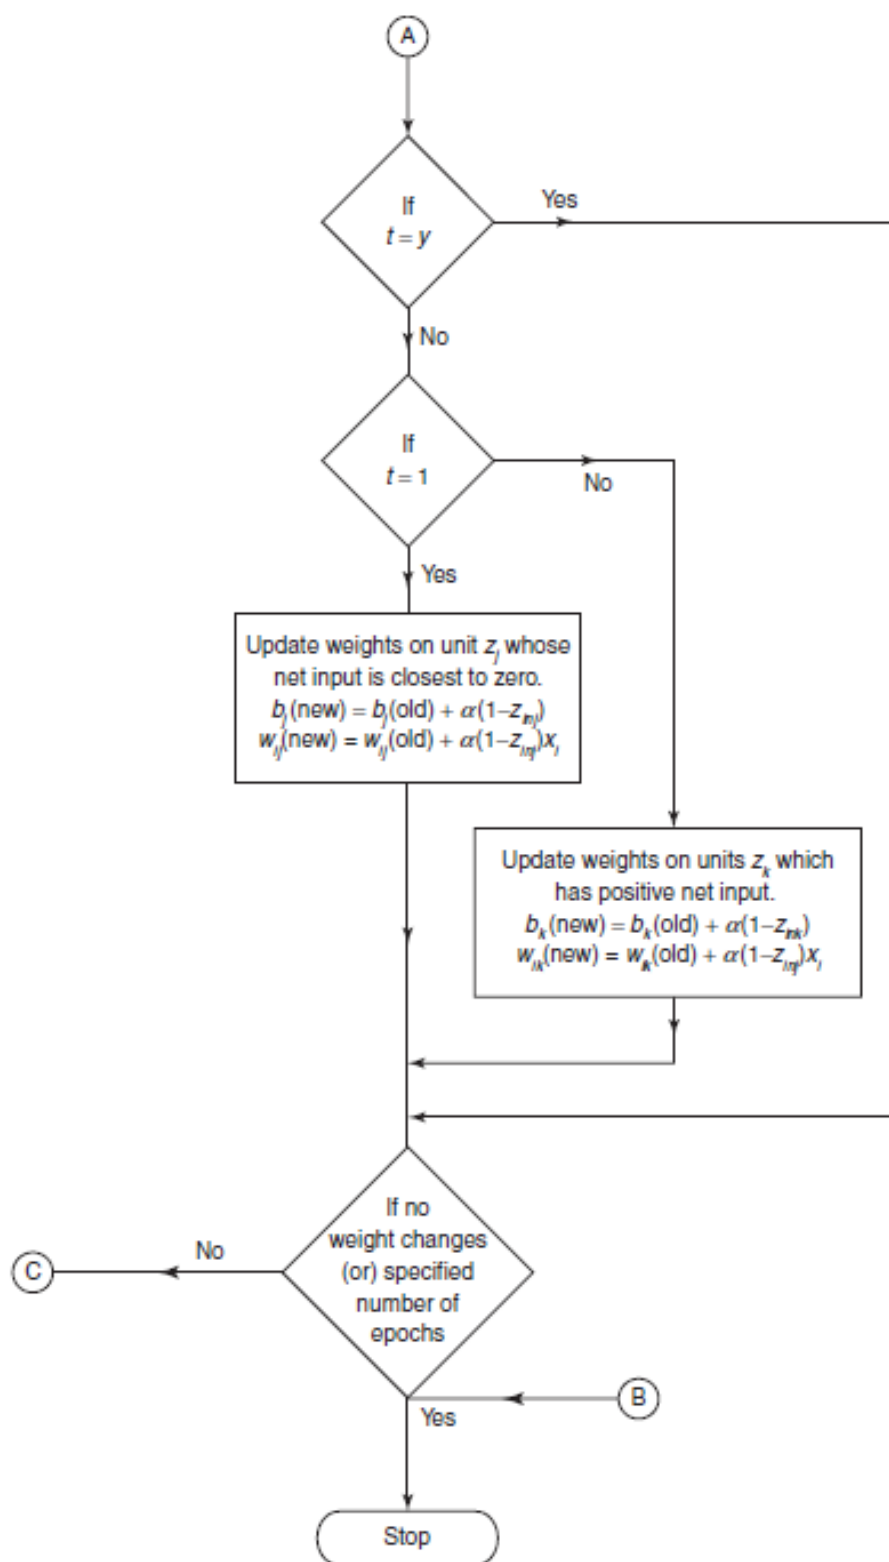 A
If
t = y
Yes
No
If
t = 1
No
Yes
Update weights on unit z_j whose
net input is closest to zero.
b_j(new) = b_j(old) + α(1–z_inj)
w_ij(new) = w_ij(old) + α(1–z_inj)x_i
Update weights on units z_k which
has positive net input.
b_k(new) = b_k(old) + α(1–z_ink)
w_ik(new) = w_ik(old) + α(1–z_inj)x_i
If no
weight changes
(or) specified
number of
epochs
No
C
B
Yes
Stop